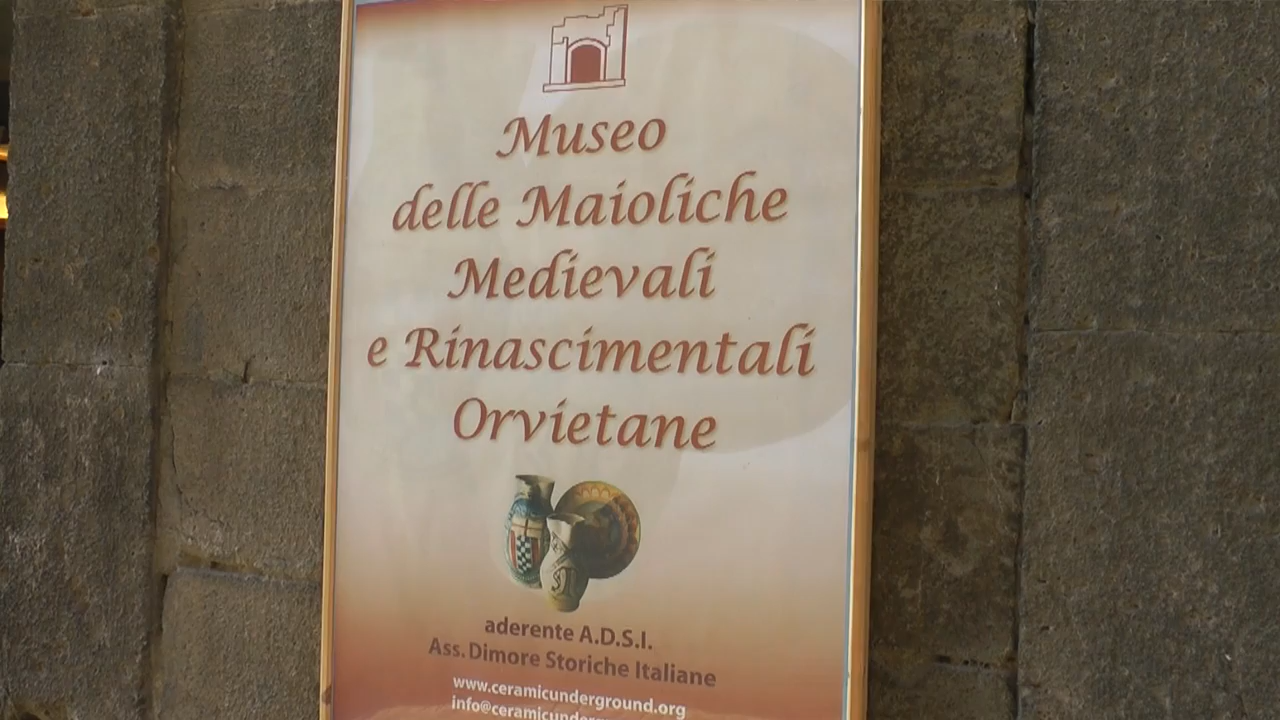 Museo
delle Maioliche
Medievali
e Rinascimentali
Orvietane
aderente A.D.S.I.
Ass. Dimore Storiche Italiane
www.ceramicunderground.org